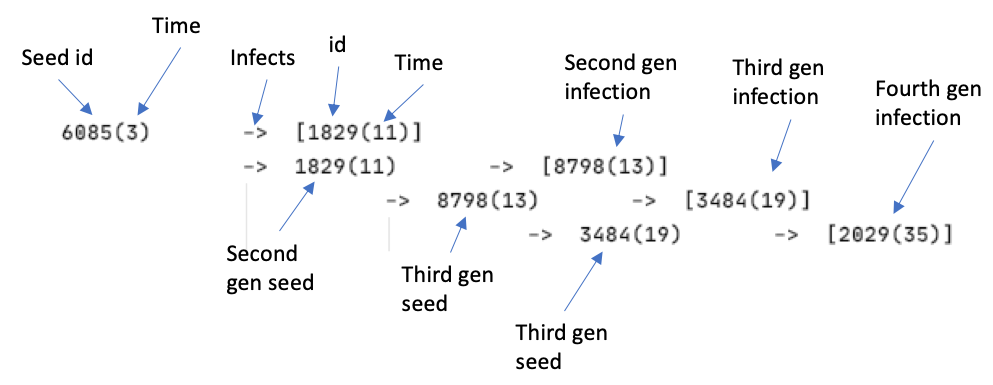 Time
Seed id
Infects
id
Time
Second gen
infection
Third gen
infection
Fourth gen
infection
6085(3) -> [1829(11)]
-> 1829(11) -> [8798(13)]
-> 8798(13) -> [3484(19)]
-> 3484(19) -> [2029(35)]
Second
gen seed
Third gen
seed
Third gen
seed